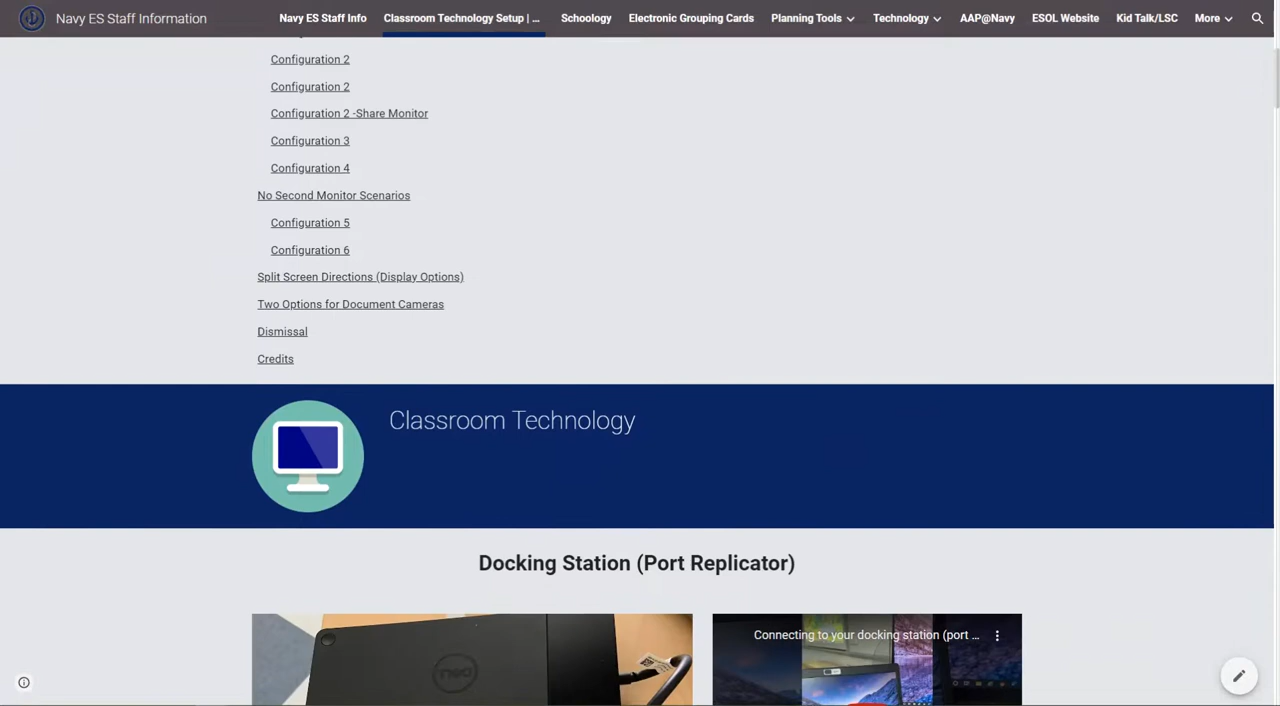 Navy ES Staff Information
Navy ES Staff Info
Classroom Technology Setup | ...
Schoology
Electronic Grouping Cards
Planning Tools
Technology
AAP@Navy
ESOL Website
Kid Talk/LSC
More
Configuration 2
Configuration 2
Configuration 2 -Share Monitor
Configuration 3
Configuration 4
No Second Monitor Scenarios
Configuration 5
Configuration 6
Split Screen Directions (Display Options)
Two Options for Document Cameras
Dismissal
Credits
Classroom Technology
Docking Station (Port Replicator)
Connecting to your docking station (port ...
DELL